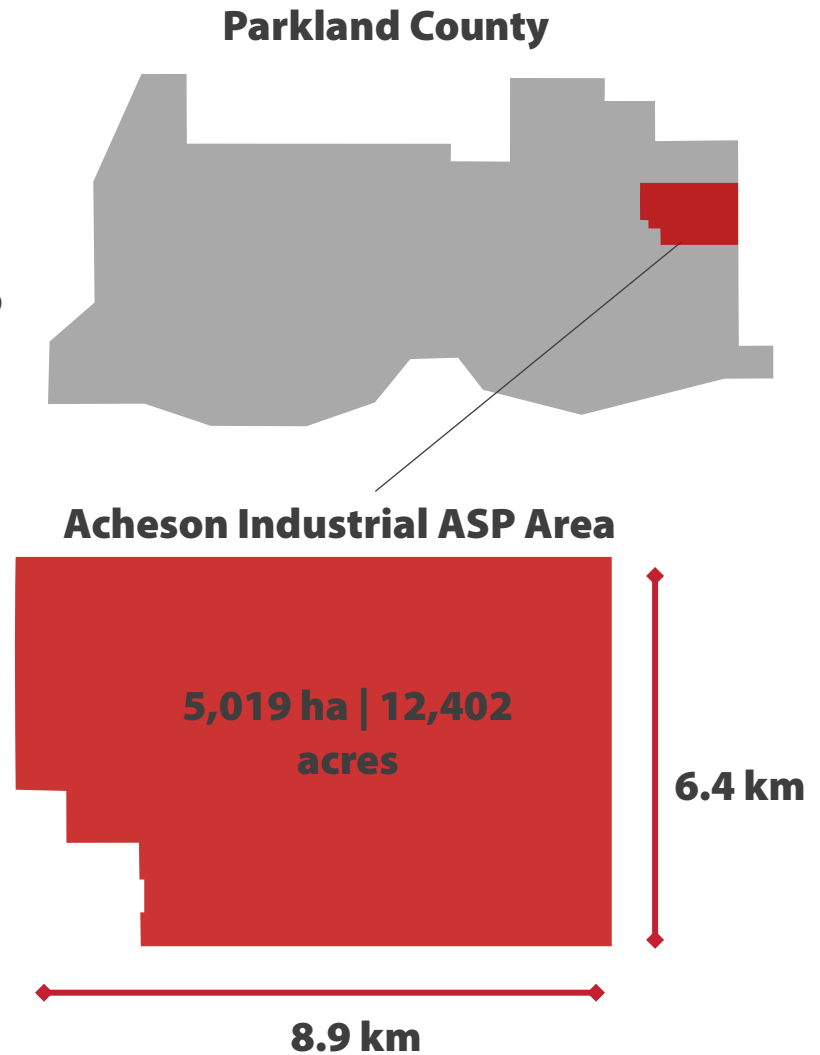 Parkland County
Acheson Industrial ASP Area
5,019 ha | 12,402
acres
6.4 km
8.9 km